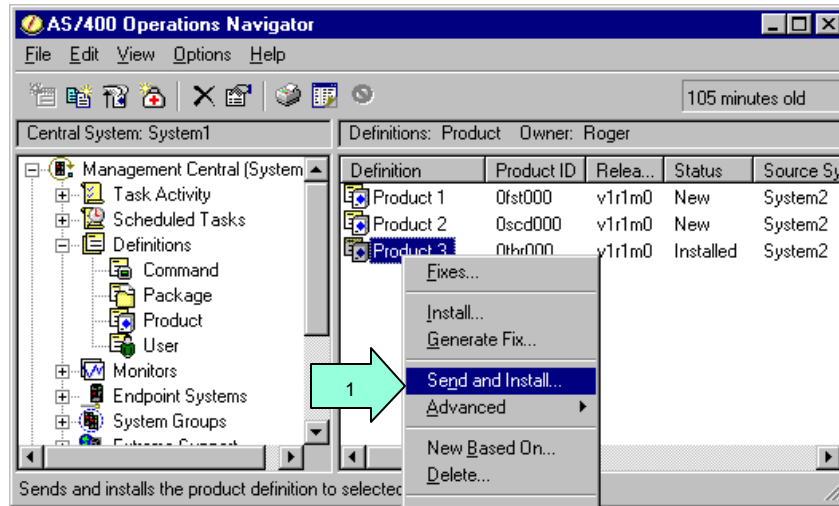 AS/400 Operations Navigator
File Edit View Options Help
105 minutes old
Central System: System1
Definitions: Product Owner: Roger
Management Central (System
Task Activity
Scheduled Tasks
Definitions
Command
Package
Product
User
Monitors
Endpoint Systems
System Groups
Definition Product ID Relea... Status Source Sy
Product 1 0fst000 v1r1m0 New System2
Product 2 0scd000 v1r1m0 New System2
Product 3 0thr000 v1r1m0 Installed System2
Fixes...
Install...
Generate Fix...
1
Send and Install...
Advanced
New Based On...
Delete...
Sends and installs the product definition to selected